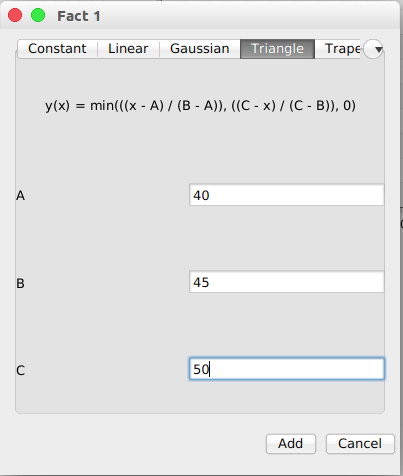 Fact 1
Constant Linear Gaussian Triangle Trape
y(x) = min(((x - A) / (B - A)), ((C - x) / (C - B)), 0)
A 40
B 45
C 50
Add Cancel